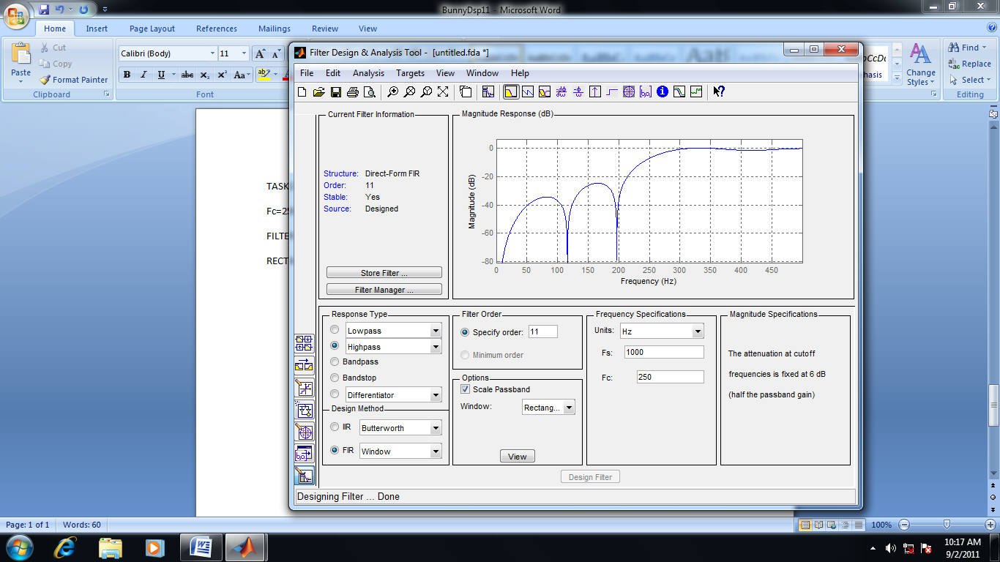 BunnyDsp11 - Microsoft Word
Home Insert Page Layout References Mailings Review View
Paste
Cut
Copy
Format Painter
Clipboard
Calibri (Body) 11
B I U abc x₂ x² Aa
ab
Font
Change Styles
Find
Replace
Select
Editing
TASK
FILTE
RECT
Filter Design & Analysis Tool - [untitled.fda *]
File Edit Analysis Targets View Window Help
Current Filter Information
Structure: Direct-Form FIR
Order: 11
Stable: Yes
Source: Designed
Store Filter ...
Filter Manager ...
Magnitude Response (dB)
Magnitude (dB)
0
-20
-40
-60
-80
0 50 100 150 200 250 300 350 400 450
Frequency (Hz)
Response Type
Lowpass
Highpass
Bandpass
Bandstop
Differentiator
Design Method
IIR Butterworth
FIR Window
Filter Order
Specify order: 11
Minimum order
Options
Scale Passband
Window: Rectang...
View
Frequency Specifications
Units: Hz
Fs: 1000
Fc: 250
Magnitude Specifications
The attenuation at cutoff
frequencies is fixed at 6 dB
(half the passband gain)
Design Filter
Designing Filter ... Done
Page: 1 of 1 Words: 60
100%
10:17 AM
9/2/2011